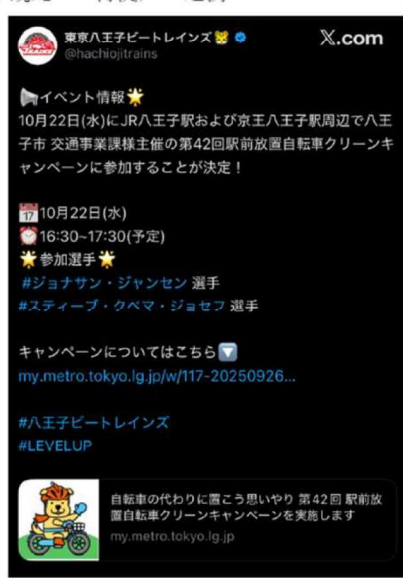 東京八王子ビートレインズ
X.com
@hachiojitrains
イベント情報
10月22日(水)にJR八王子駅および京王八王子駅周辺で八王
子市 交通事業課様主催の第42回駅前放置自転車クリーンキ
ャンペーンに参加することが決定！
17 10月22日(水)
16:30~17:30(予定)
参加選手
#ジョナサン・ジャンセン 選手
#スティーブ・クベマ・ジョセフ 選手
キャンペーンについてはこちら
my.metro.tokyo.lg.jp/w/117-20250926...
#八王子ビートレインズ
#LEVELUP
自転車の代わりに置こう思いやり 第42回 駅前放
置自転車クリーンキャンペーンを実施します
my.metro.tokyo.lg.jp